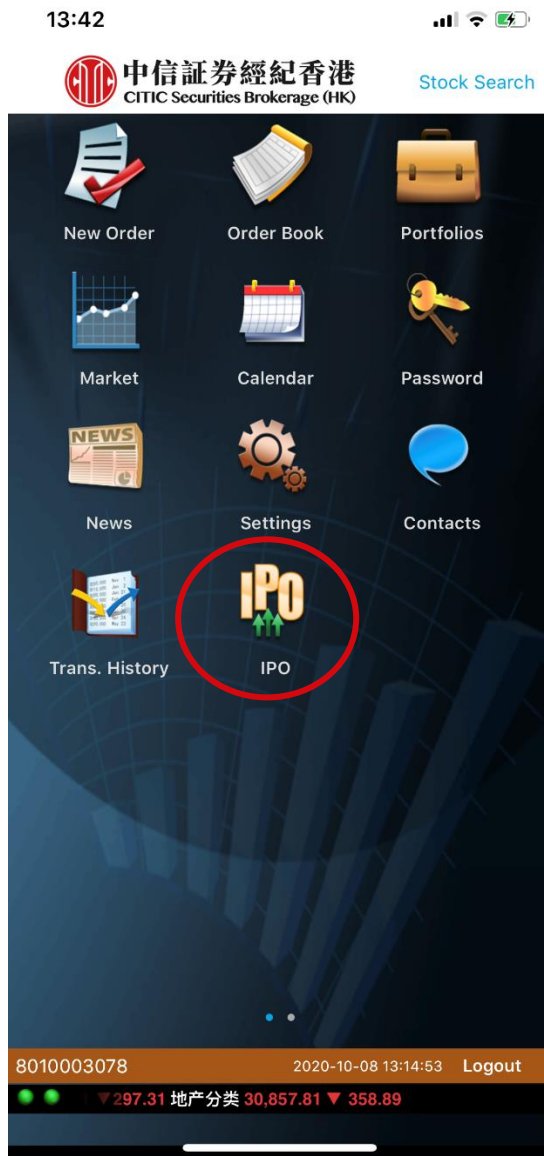 13:42
中信証券經紀香港
CITIC Securities Brokerage (HK)
Stock Search
New Order
Order Book
Portfolios
Market
Calendar
Password
NEWS
News
Settings
Contacts
IPO
Trans. History
IPO
8010003078
2020-10-08 13:14:53
Logout
▼297.31 地产分类 30,857.81 ▼ 358.89